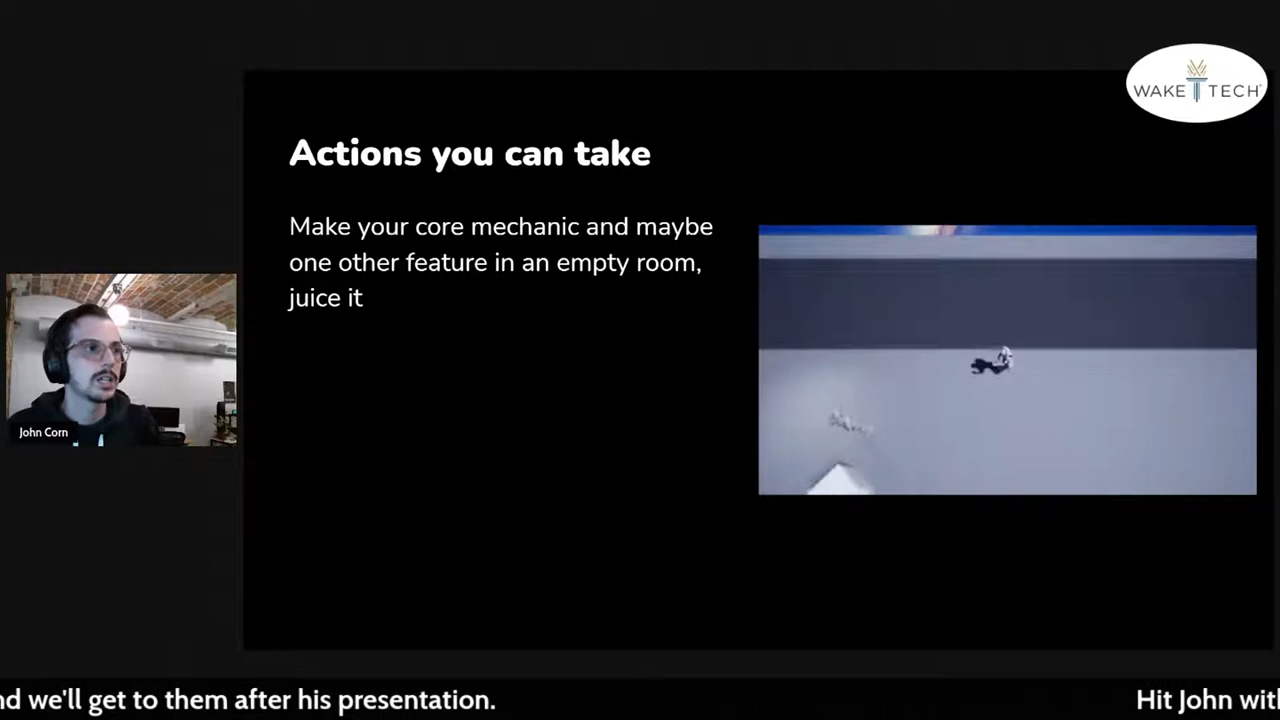 WAKE TECH
Actions you can take
Make your core mechanic and maybe
one other feature in an empty room,
juice it
John Corn
nd we'll get to them after his presentation.
Hit John with